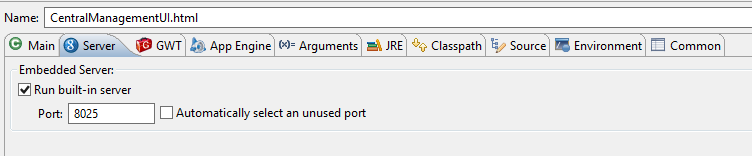 Name: CentralManagementUI.html
Main Server GWT App Engine (x)= Arguments JRE Classpath Source Environment Common
Embedded Server:
Run built-in server
Port: 8025 Automatically select an unused port